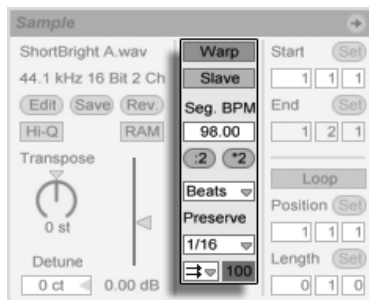 Sample
ShortBright A.wav
44.1 kHz 16 Bit 2 Ch
Edit Save Rev.
Hi-Q RAM
Transpose
0 st
Detune
0 ct 0.00 dB
Warp
Slave
Seg. BPM
98.00
:2 *2
Beats
Preserve
1/16
100
Start Set
1 1 1
End Set
1 2 1
Loop
Position Set
1 1 1
Length Set
0 1 0